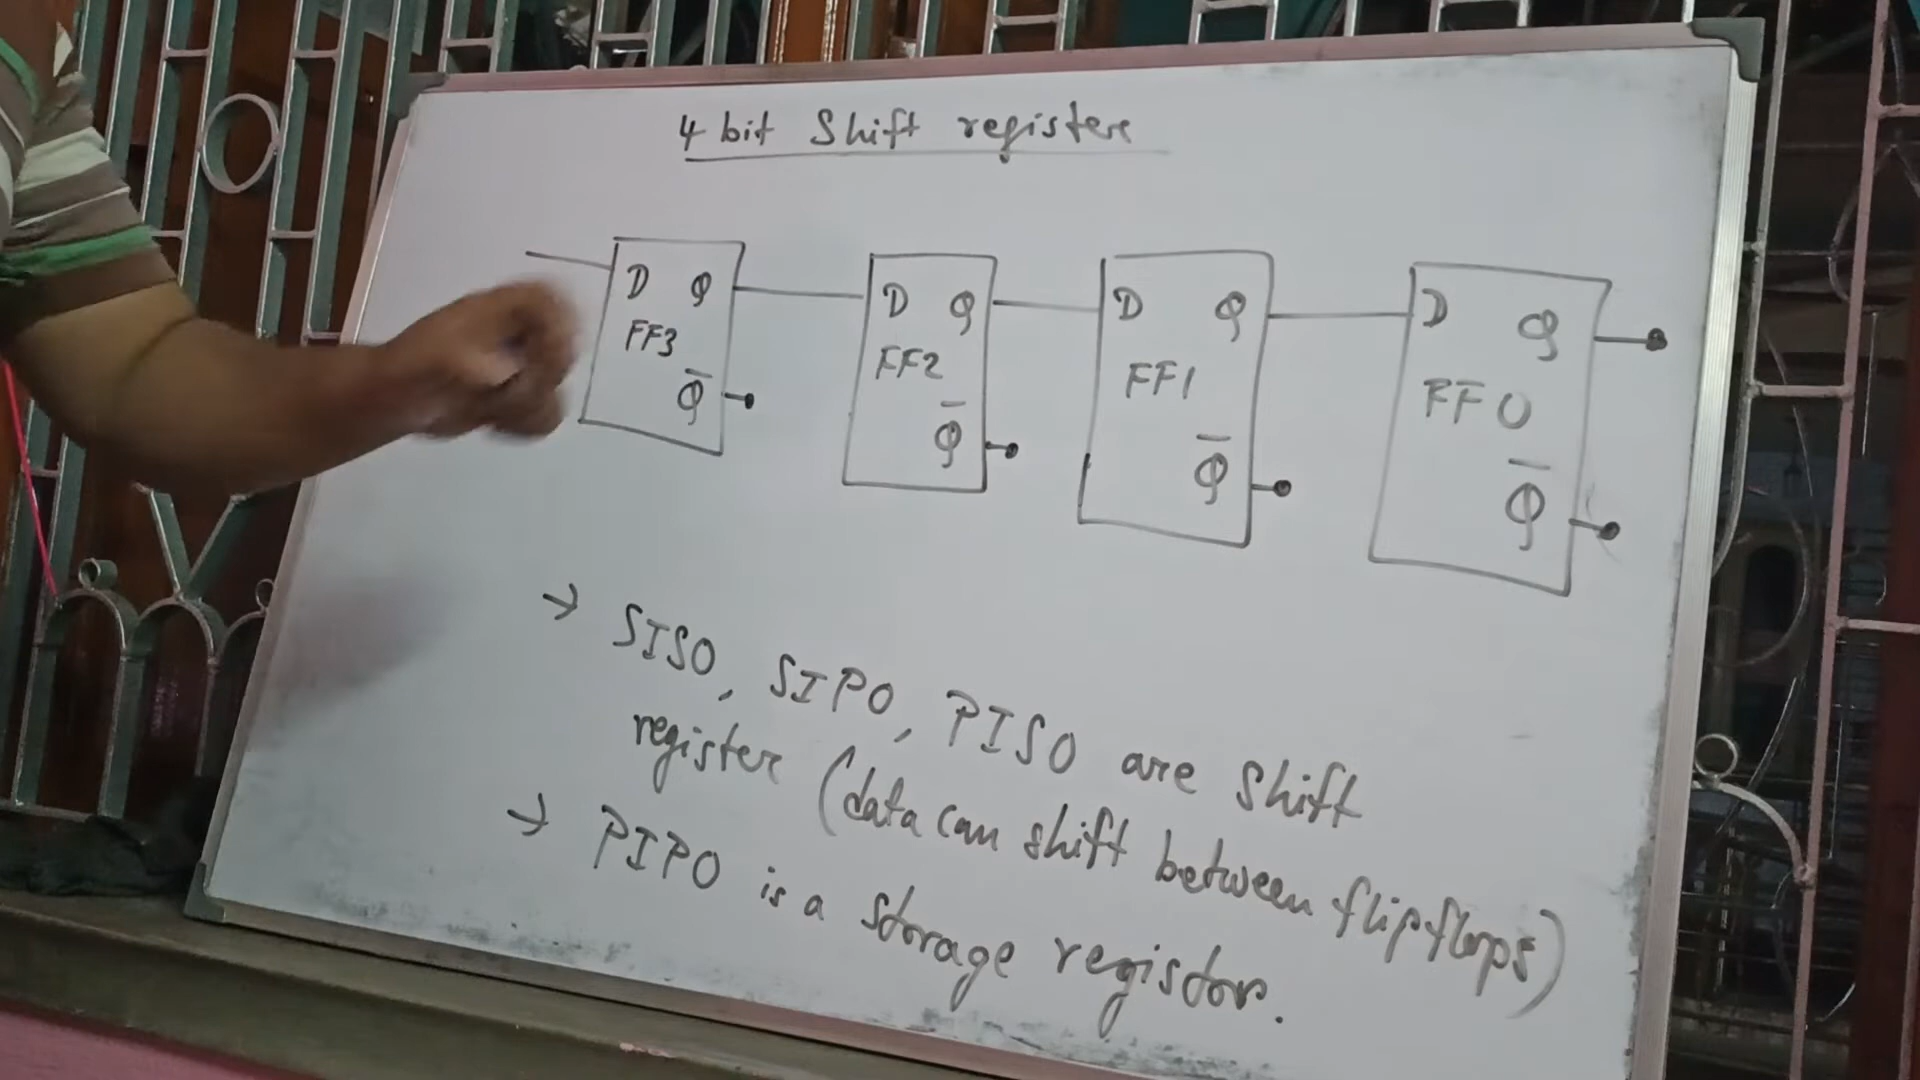 4 bit Shift register
D Q D Q D Q D Q
FF3 FF2 FF1 FF0
Q̅ Q̅ Q̅ Q̅
→ SISO, SIPO, PISO are shift
register (data can shift between flipflops)
→ PIPO is a storage registor.